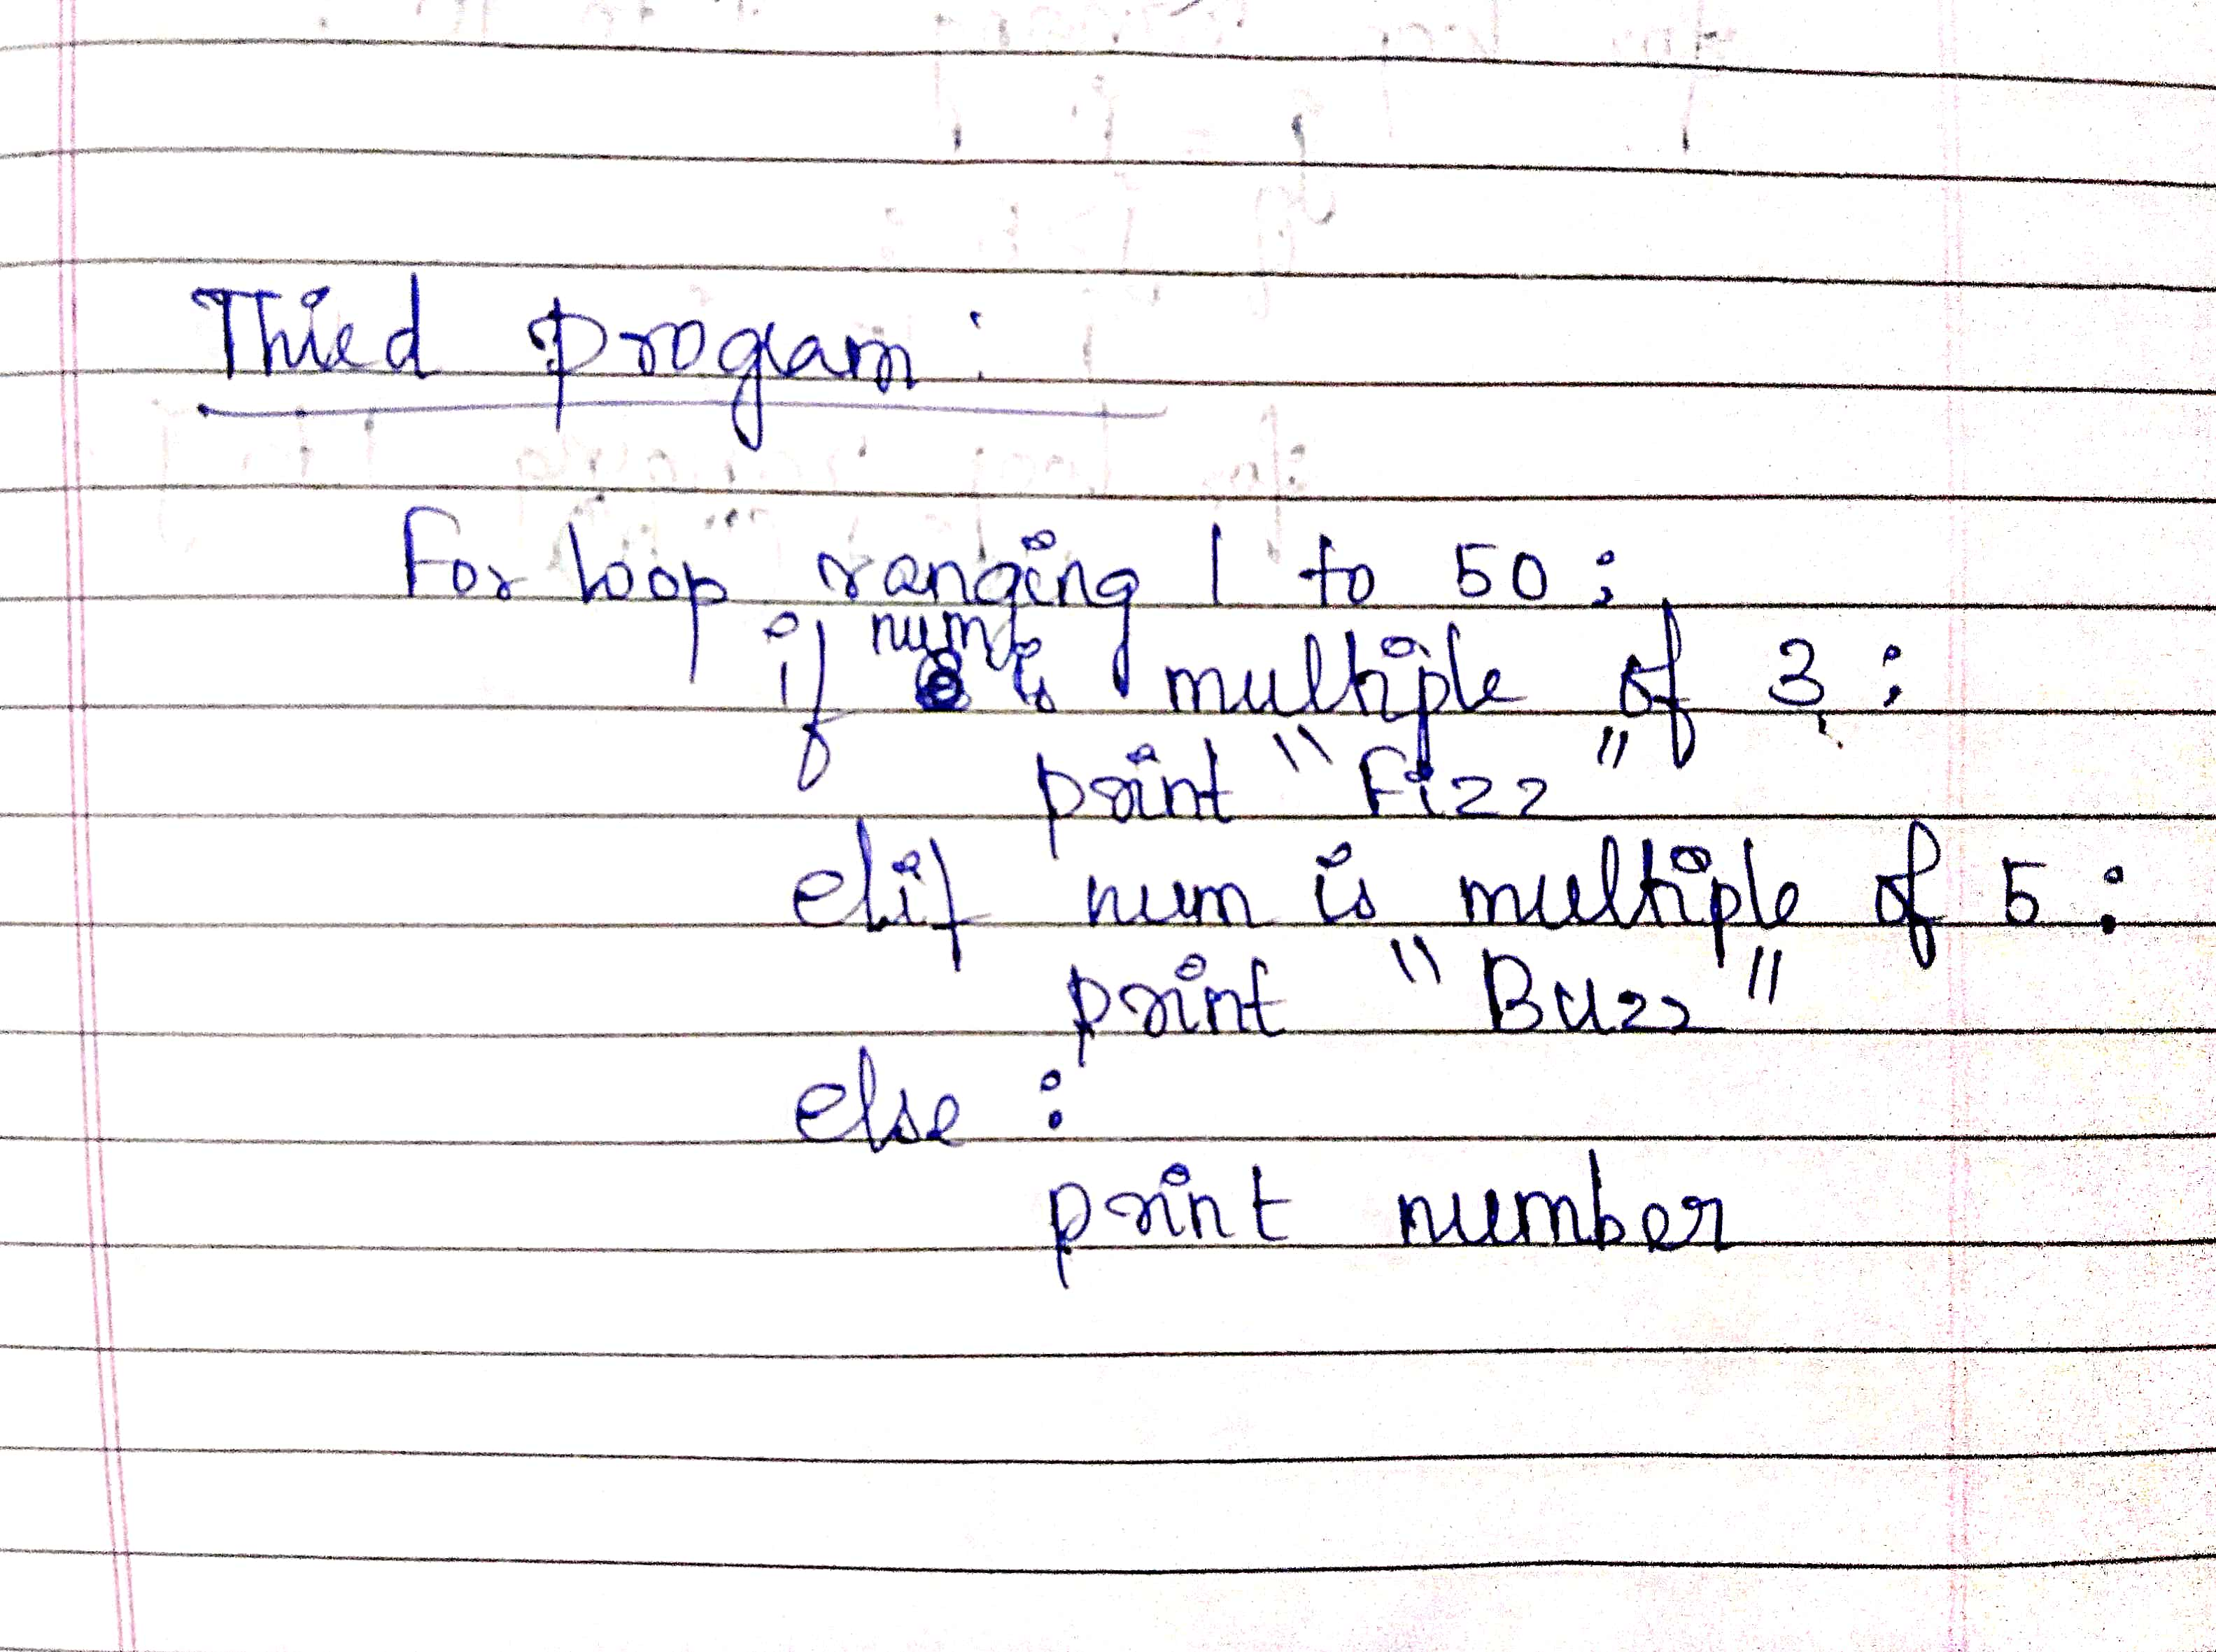 Third program :
For loop ranging 1 to 50 :
if num is multiple of 3 :
print "Fizz"
elif num is multiple of 5 :
print "Buzz"
else :
print number